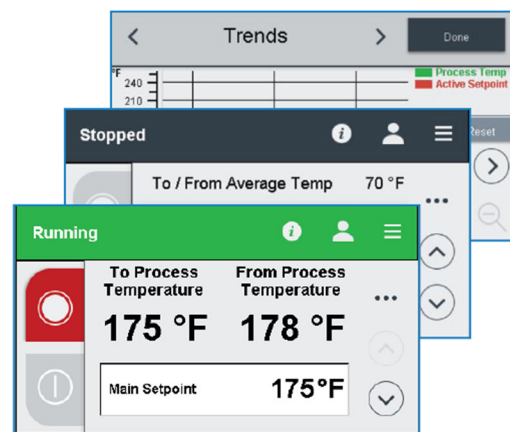 Trends
Done
°F
240
210
Process Temp
Active Setpoint
Reset
Stopped
To / From Average Temp 70 °F
Running
To Process Temperature
From Process Temperature
175 °F
178 °F
Main Setpoint 175°F